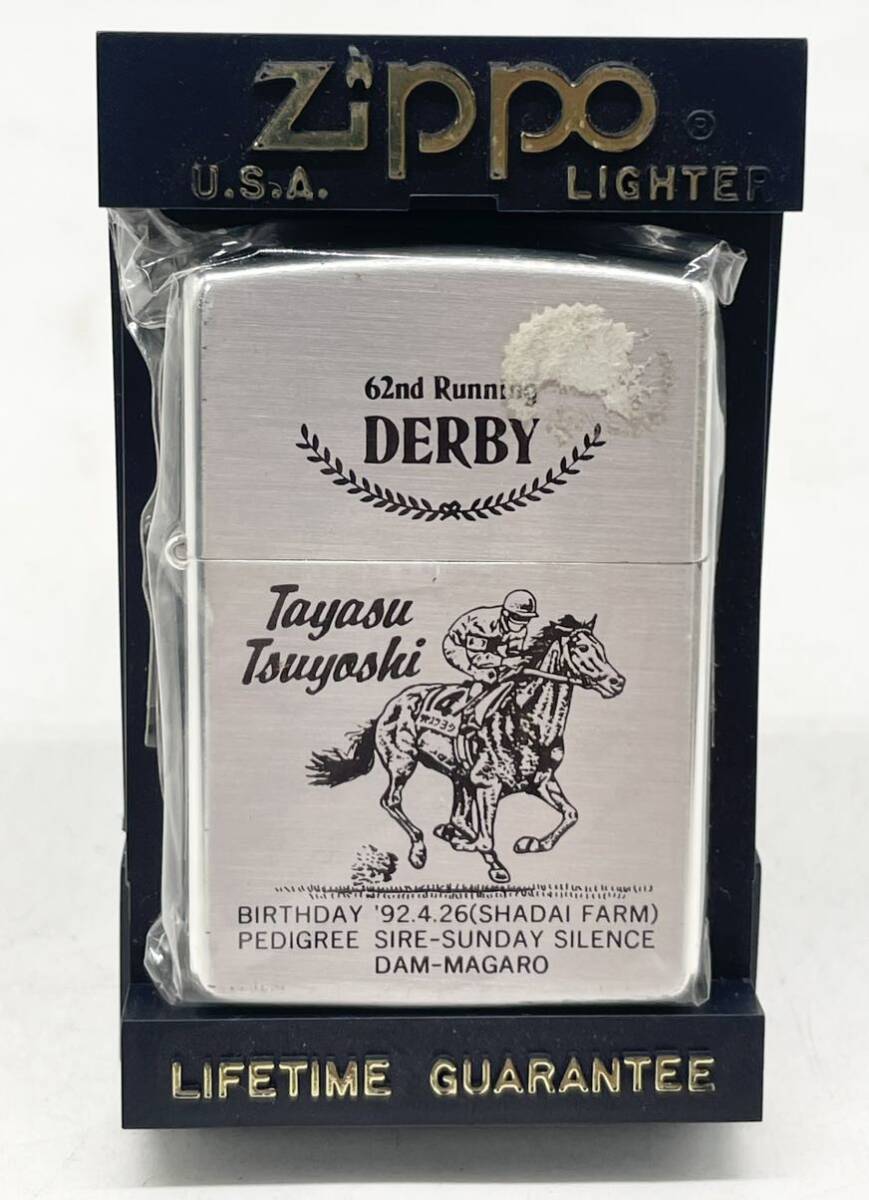 Zippo ®
U.S.A. LIGHTER
62nd Running
DERBY
Tayasu
Tsuyoshi
BIRTHDAY '92.4.26(SHADAI FARM)
PEDIGREE SIRE-SUNDAY SILENCE
DAM-MAGARO
LIFETIME GUARANTEE